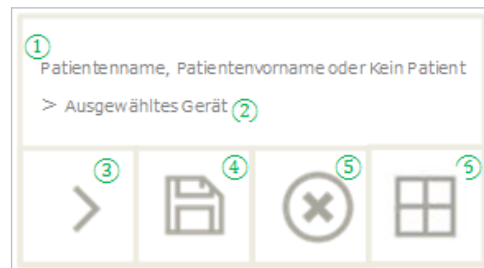 ①
Patientenname, Patientenvorname oder Kein Patient
> Ausgewähltes Gerät ②
③ ④ ⑤ ⑥